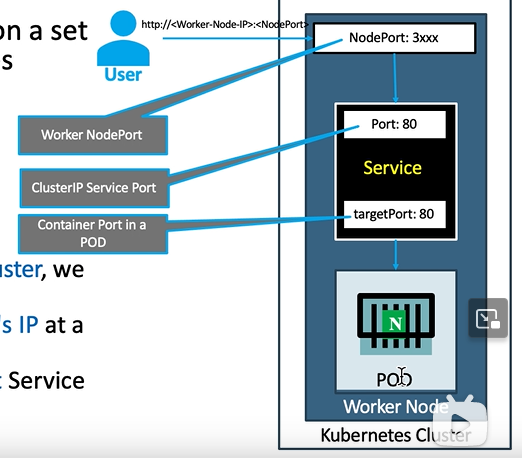 on a set
s
http://<Worker-Node-IP>:<NodePort>
User
NodePort: 3xxx
Worker NodePort
Port: 80
Service
ClusterIP Service Port
Container Port in a
POD
targetPort: 80
uster, we
's IP at a
Service
N
POD
Worker Node
Kubernetes Cluster